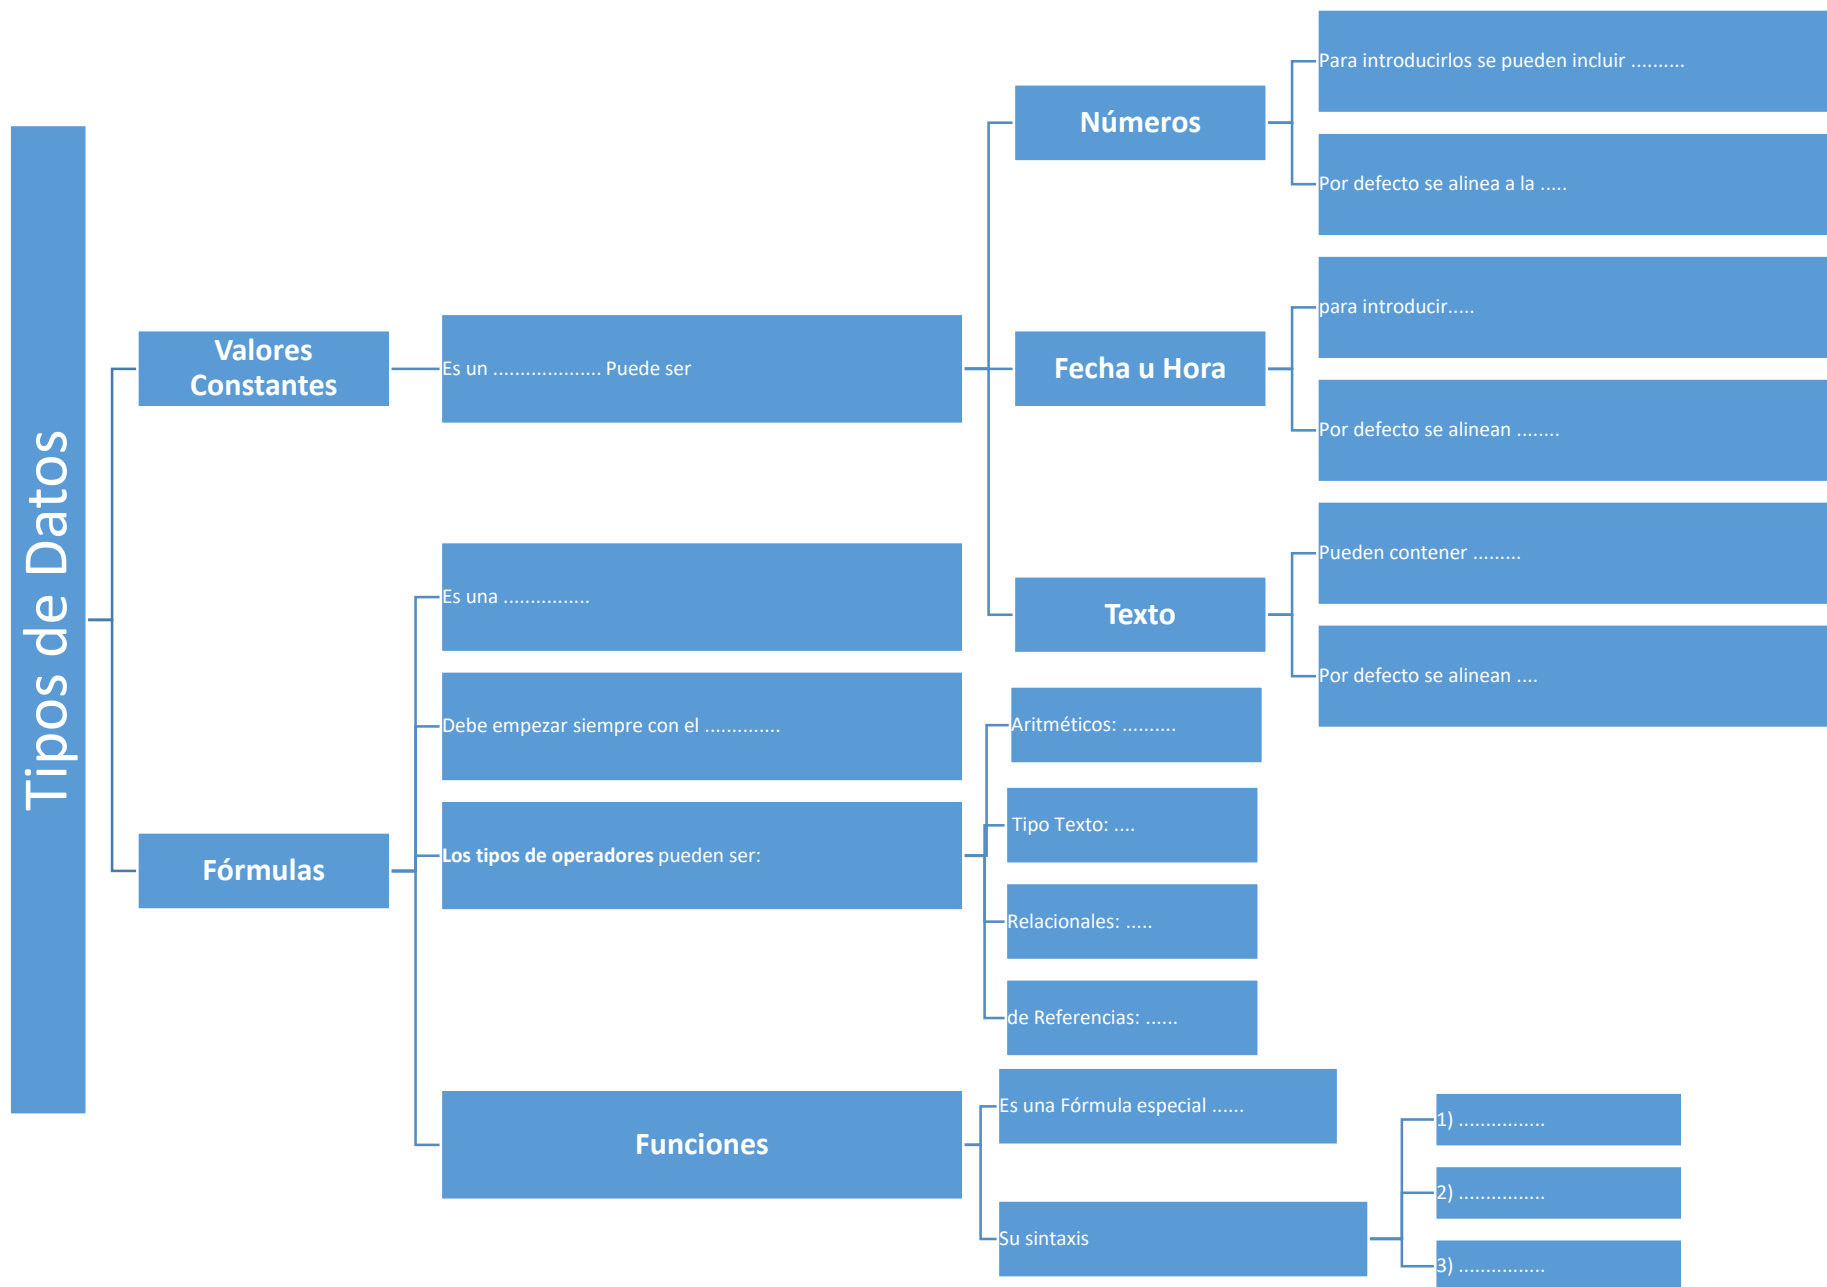 Tipos de Datos
Valores
Constantes
Es un .................... Puede ser
Números
Para introducirlos se pueden incluir ..........
Por defecto se alinea a la .....
Fecha u Hora
para introducir.....
Por defecto se alinean ........
Texto
Pueden contener .........
Por defecto se alinean ....
Fórmulas
Es una ................
Debe empezar siempre con el ..............
Los tipos de operadores pueden ser:
Aritméticos: ..........
Tipo Texto: ....
Relacionales: .....
de Referencias: ......
Funciones
Es una Fórmula especial ......
Su sintaxis
1) ................
2) ................
3) ................